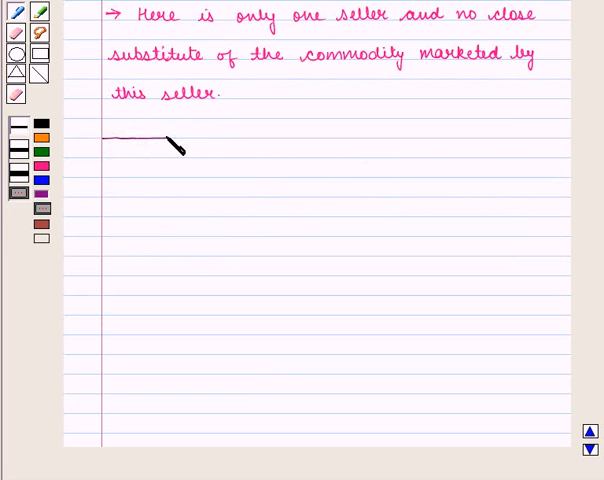 → Here is only one seller and no close
substitute of the commodity marketed by
this seller.